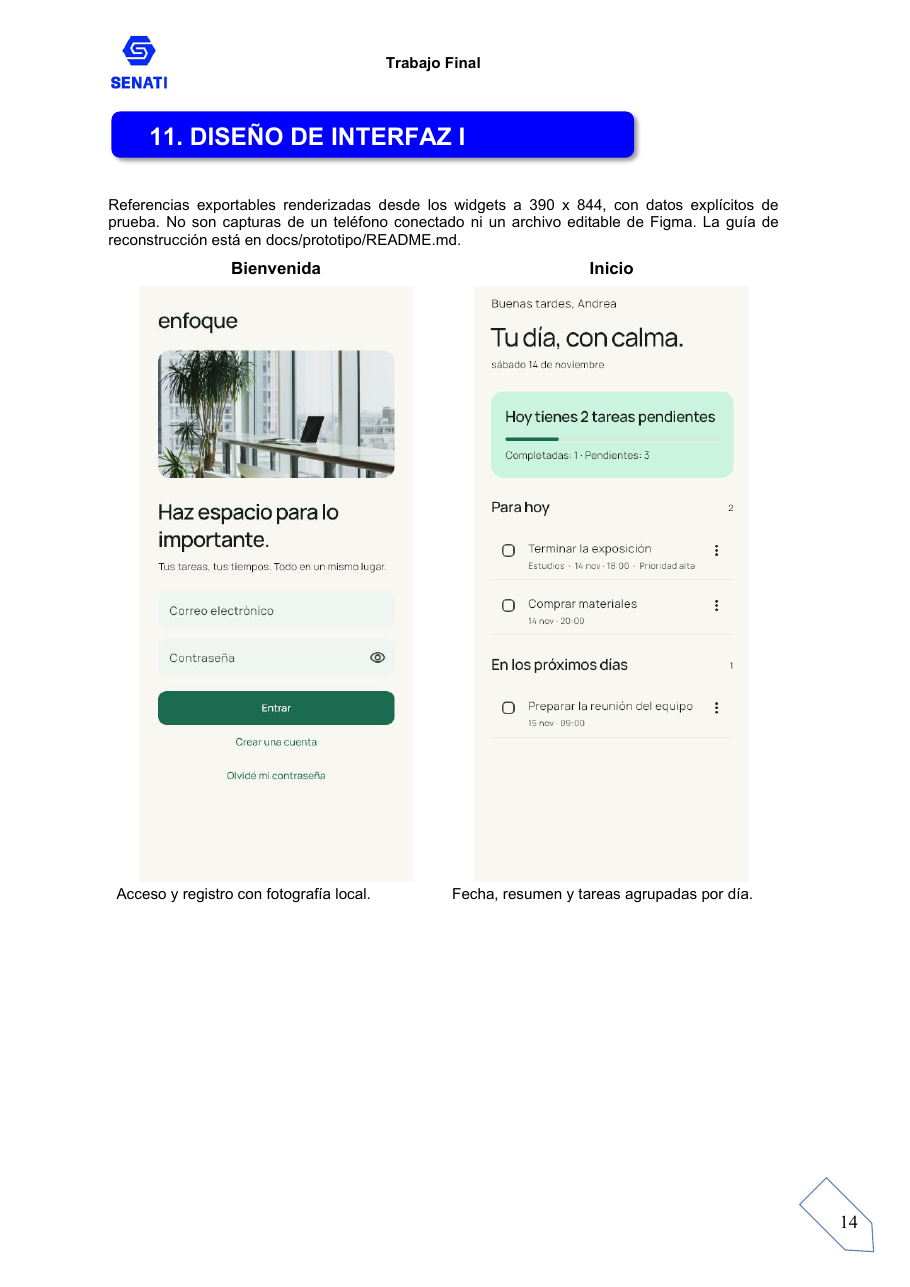 SENATI
Trabajo Final
11. DISEÑO DE INTERFAZ I
Referencias exportables renderizadas desde los widgets a 390 x 844, con datos explícitos de
prueba. No son capturas de un teléfono conectado ni un archivo editable de Figma. La guía de
reconstrucción está en docs/prototipo/README.md.
Bienvenida
enfoque
Haz espacio para lo
importante.
Tus tareas, tus tiempos. Todo en un mismo lugar.
Correo electrónico
Contraseña
Entrar
Crear una cuenta
Olvidé mi contraseña
Acceso y registro con fotografía local.
Inicio
Buenas tardes, Andrea
Tu día, con calma.
sábado 14 de noviembre
Hoy tienes 2 tareas pendientes
Completadas: 1 · Pendientes: 3
Para hoy 2
Terminar la exposición
Estudios · 14 nov · 18:00 · Prioridad alta
Comprar materiales
14 nov · 20:00
En los próximos días 1
Preparar la reunión del equipo
15 nov · 09:00
Fecha, resumen y tareas agrupadas por día.
14